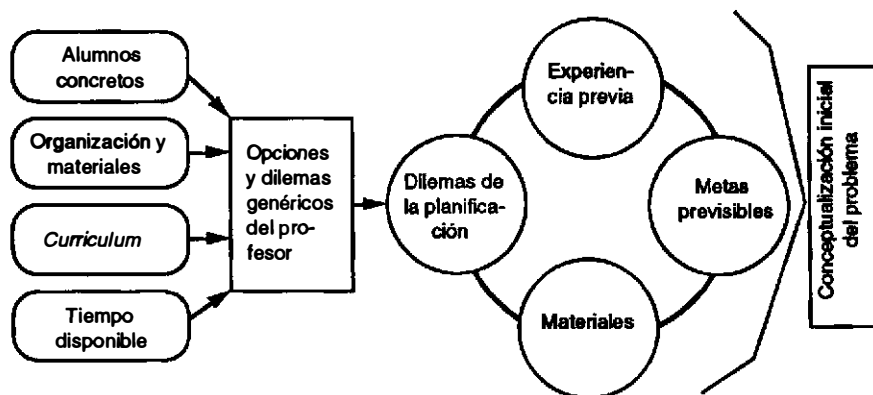 Alumnos
concretos
Organización y
materiales
Curriculum
Tiempo
disponible
Opciones
y dilemas
genéricos
del pro-
fesor
Dilemas de
la planifica-
ción
Experien-
cia previa
Metas
previsibles
Materiales
Conceptualización inicial
del problema